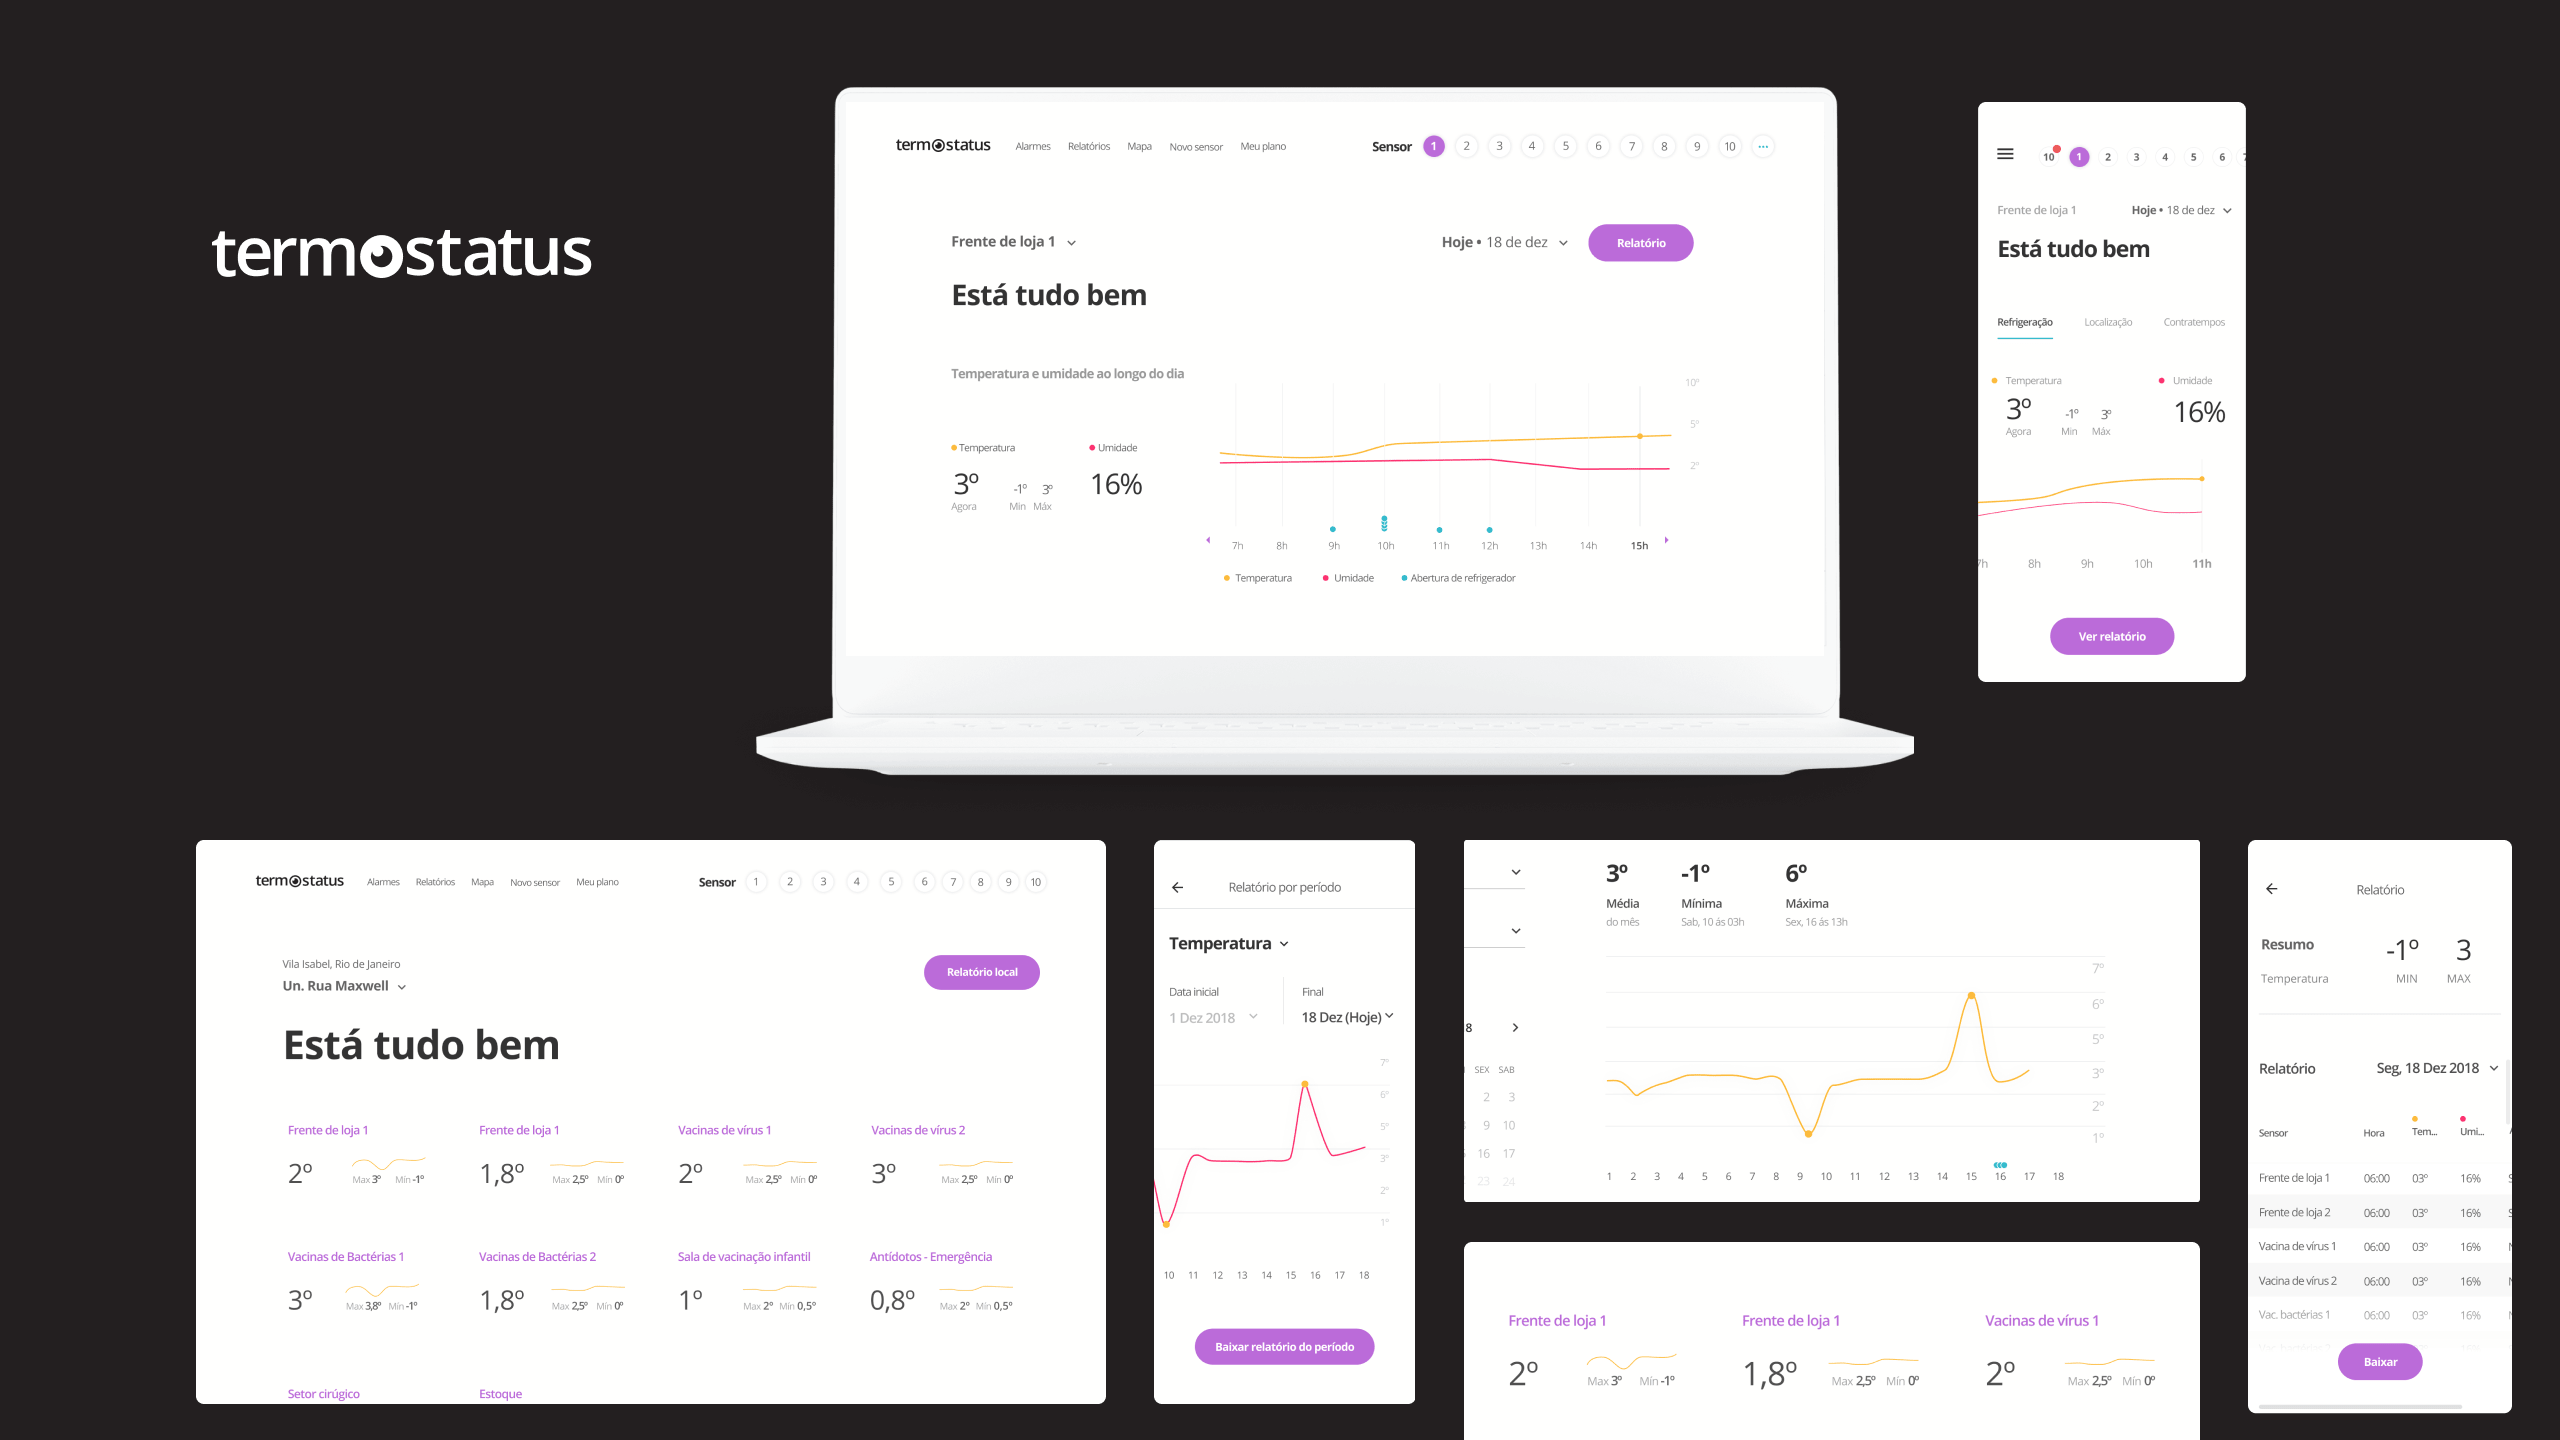 termostatus
termostatus Alarmes Relatórios Mapa Novo sensor Meu plano Sensor 1 2 3 4 5 6 7 8 9 10 ...
Frente de loja 1 Hoje • 18 de dez Relatório
Está tudo bem
Temperatura e umidade ao longo do dia
10º
5º
2º
Temperatura Umidade
3º -1º 3º 16%
Agora Min Máx
7h 8h 9h 10h 11h 12h 13h 14h 15h
Temperatura Umidade Abertura de refrigerador
10 1 2 3 4 5 6 7
Frente de loja 1 Hoje • 18 de dez
Está tudo bem
Refrigeração Localização Contratempos
Temperatura Umidade
3º -1º 3º 16%
Agora Min Máx
7h 8h 9h 10h 11h
Ver relatório
termostatus Alarmes Relatórios Mapa Novo sensor Meu plano Sensor 1 2 3 4 5 6 7 8 9 10
Vila Isabel, Rio de Janeiro
Un. Rua Maxwell
Relatório local
Está tudo bem
Frente de loja 1 Frente de loja 1 Vacinas de vírus 1 Vacinas de vírus 2
2º Max 3º Mín -1º 1,8º Max 2,5º Mín 0º 2º Max 2,5º Mín 0º 3º Max 2,5º Mín 0º
Vacinas de Bactérias 1 Vacinas de Bactérias 2 Sala de vacinação infantil Antídotos - Emergência
3º Max 3,8º Mín -1º 1,8º Max 2,5º Mín 0º 1º Max 2º Mín 0,5º 0,8º Max 2º Mín 0,5º
Setor cirúgico Estoque
Relatório por período
Temperatura
Data inicial Final
1 Dez 2018 18 Dez (Hoje)
7º
6º
5º
3º
2º
1º
10 11 12 13 14 15 16 17 18
Baixar relatório do período
3º -1º 6º
Média Mínima Máxima
do mês Sab, 10 ás 03h Sex, 16 ás 13h
8
SEX SAB
2 3
9 10
16 17
23 24
7º
6º
5º
3º
2º
1º
1 2 3 4 5 6 7 8 9 10 11 12 13 14 15 16 17 18
Frente de loja 1 Frente de loja 1 Vacinas de vírus 1
2º Max 3º Mín -1º 1,8º Max 2,5º Mín 0º 2º Max 2,5º Mín 0º
Relatório
Resumo -1º 3
Temperatura MIN MAX
Relatório Seg, 18 Dez 2018
Sensor Hora Tem... Umi...
Frente de loja 1 06:00 03º 16%
Frente de loja 2 06:00 03º 16%
Vacina de vírus 1 06:00 03º 16%
Vacina de vírus 2 06:00 03º 16%
Vac. bactérias 1 06:00 03º 16%
Baixar